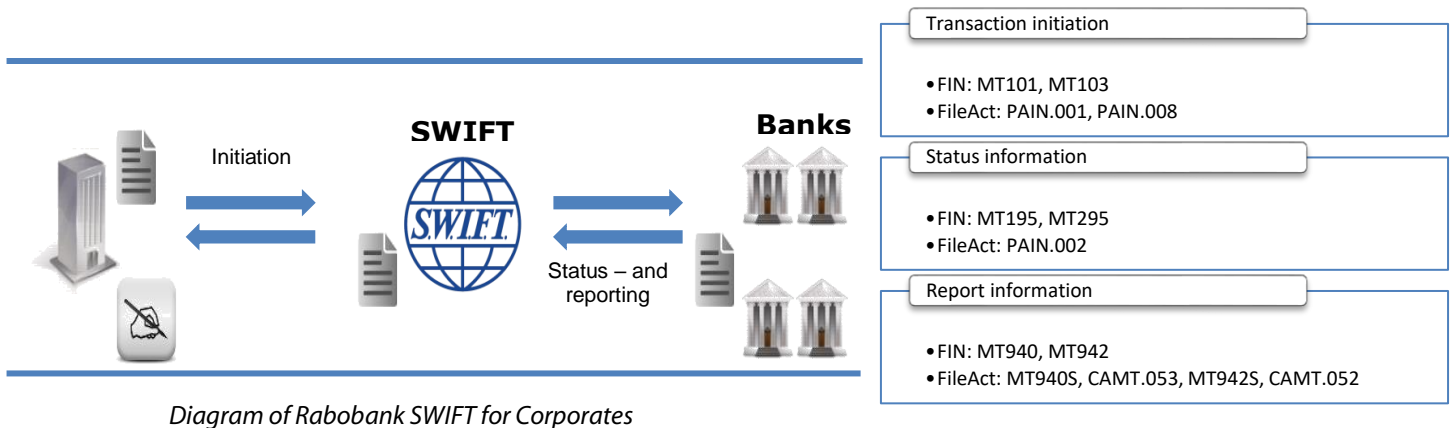 Initiation
SWIFT
S.W.I.F.T.
Status – and
reporting
Banks
Transaction initiation
•FIN: MT101, MT103
•FileAct: PAIN.001, PAIN.008
Status information
•FIN: MT195, MT295
•FileAct: PAIN.002
Report information
•FIN: MT940, MT942
•FileAct: MT940S, CAMT.053, MT942S, CAMT.052
Diagram of Rabobank SWIFT for Corporates